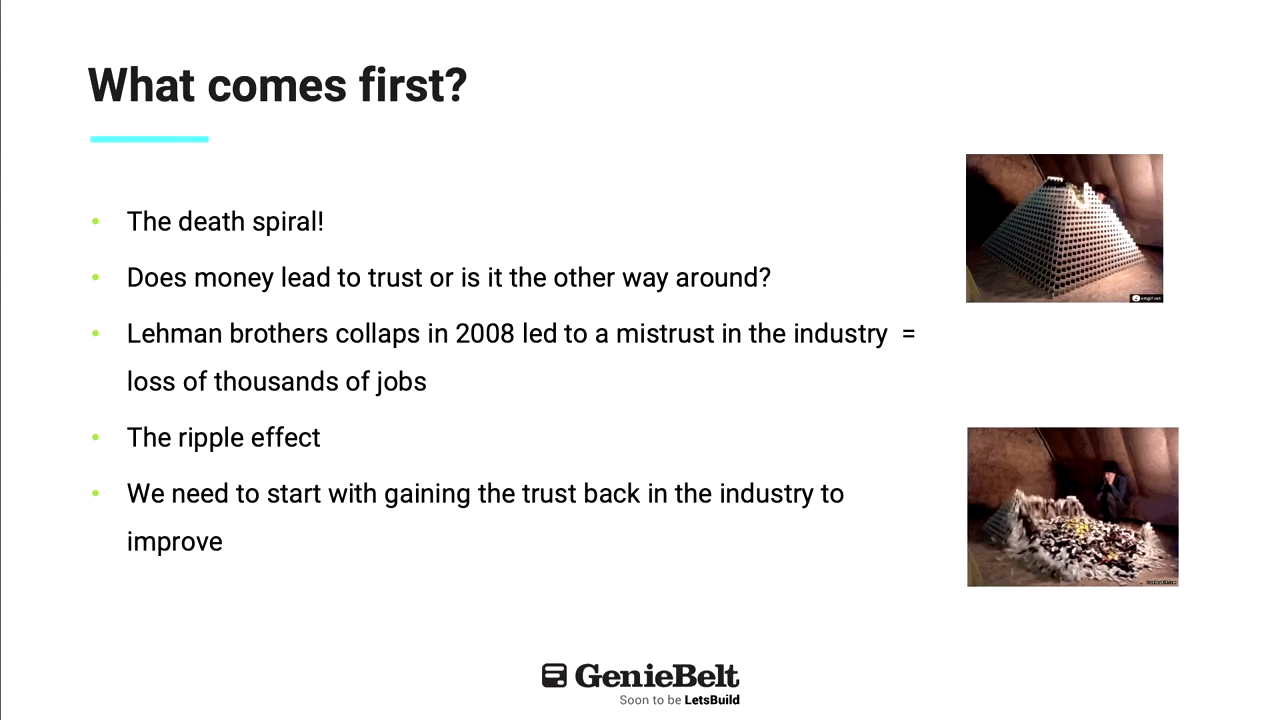 What comes first?
The death spiral!
Does money lead to trust or is it the other way around?
Lehman brothers collaps in 2008 led to a mistrust in the industry =
loss of thousands of jobs
The ripple effect
We need to start with gaining the trust back in the industry to
improve
GenieBelt
Soon to be LetsBuild